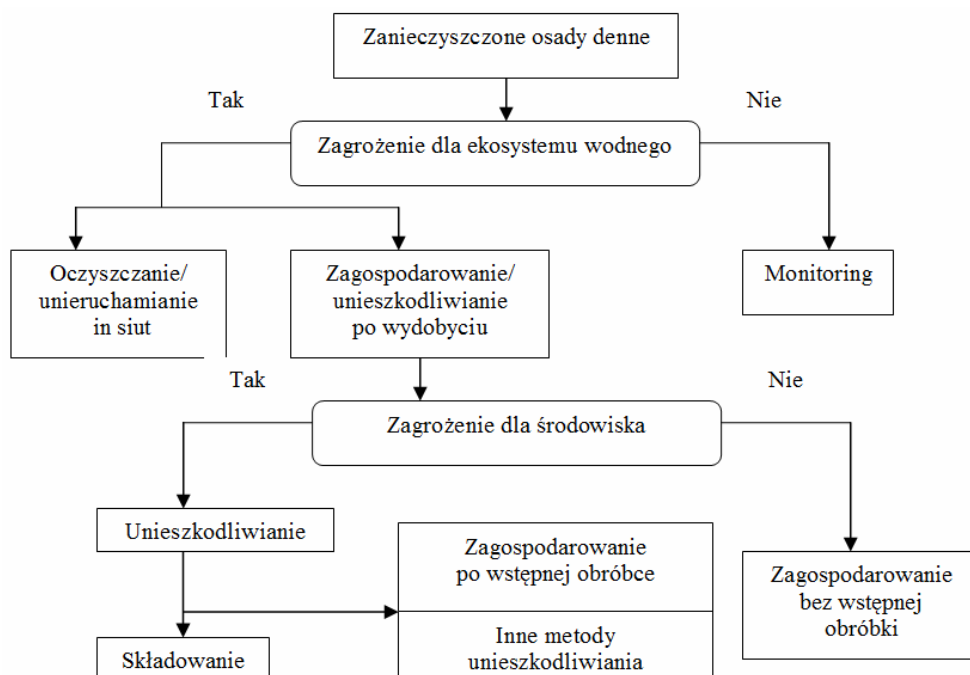 Zanieczyszczone osady denne
Tak
Nie
Zagrożenie dla ekosystemu wodnego
Oczyszczanie/
unieruchamianie
in siut
Zagospodarowanie/
unieszkodliwianie
po wydobyciu
Monitoring
Tak
Nie
Zagrożenie dla środowiska
Unieszkodliwianie
Zagospodarowanie
po wstępnej obróbce
Inne metody
unieszkodliwiania
Zagospodarowanie
bez wstępnej
obróbki
Składowanie